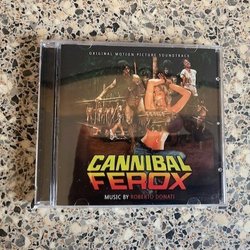 ORIGINAL MOTION PICTURE SOUNDTRACK
CANNIBAL
FEROX
MUSIC BY ROBERTO DONATI